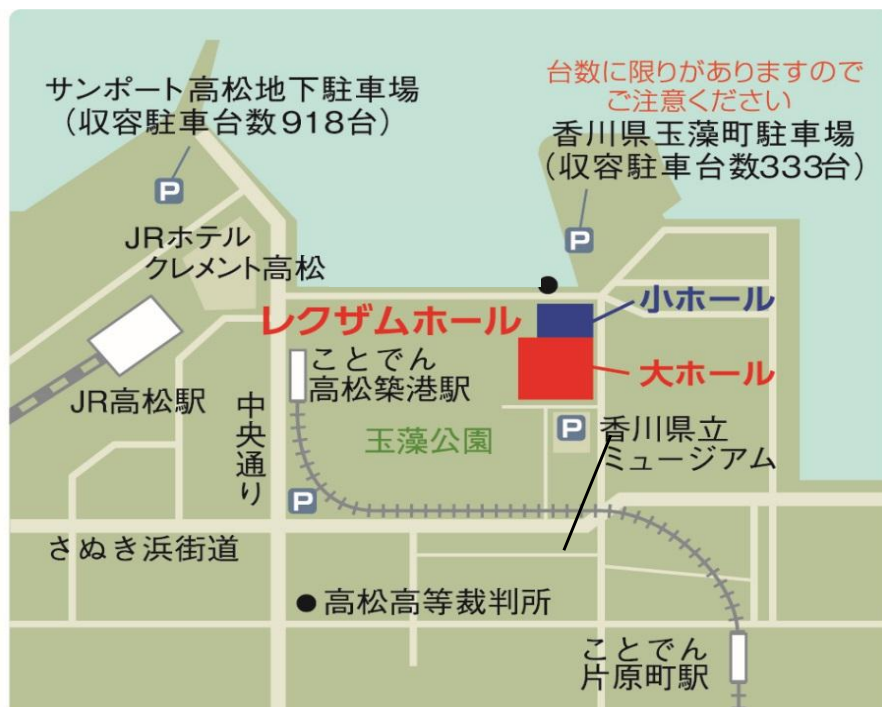 サンポート高松地下駐車場
（収容駐車台数918台）
台数に限りがありますので
ご注意ください
香川県玉藻町駐車場
（収容駐車台数333台）
P
P
JRホテル
クレメント高松
レクザムホール
小ホール
大ホール
ことでん
高松築港駅
JR高松駅
中央通り
玉藻公園
P
香川県立
ミュージアム
P
さぬき浜街道
高松高等裁判所
ことでん
片原町駅